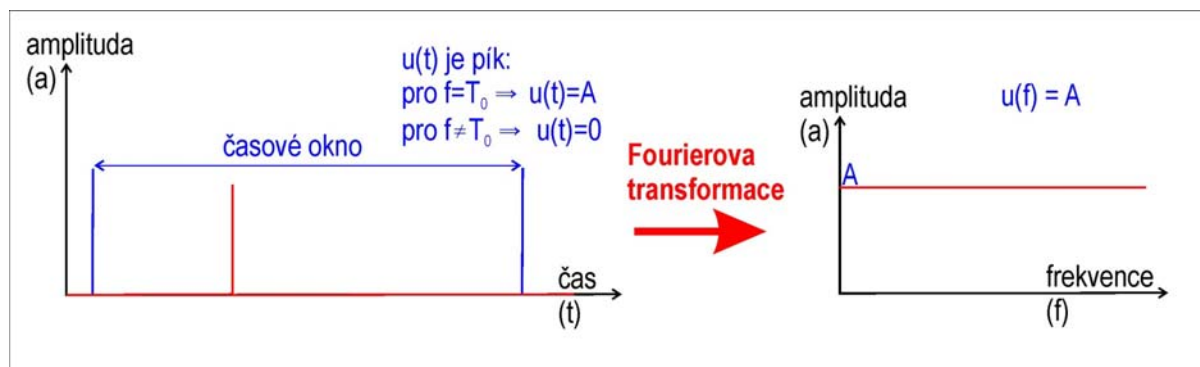 amplituda
(a)
u(t) je pík:
pro f=T₀ ⇒ u(t)=A
pro f≠T₀ ⇒ u(t)=0
časové okno
čas
(t)
Fourierova
transformace
amplituda
(a)
u(f) = A
A
frekvence
(f)